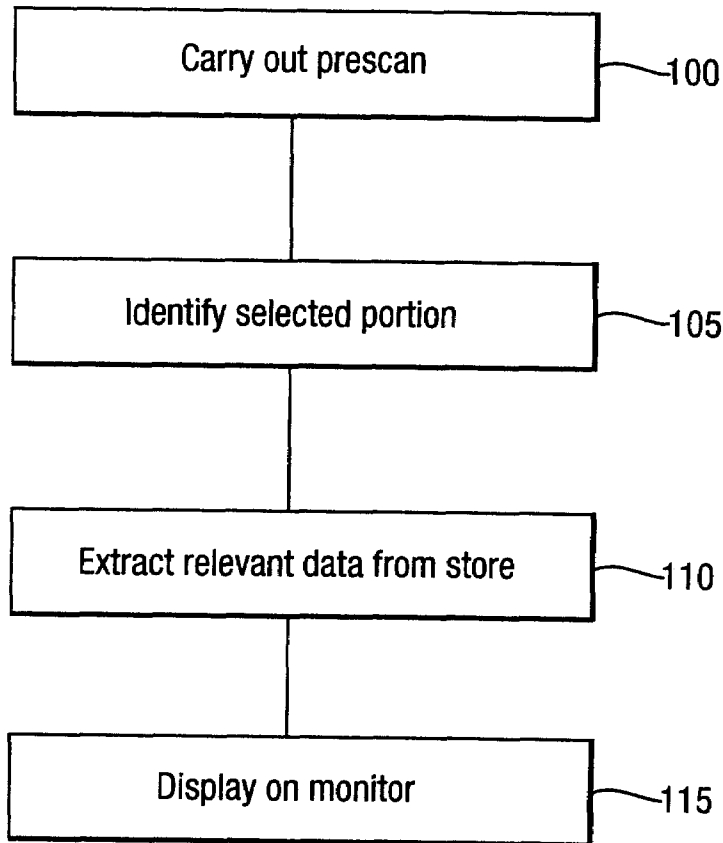 Carry out prescan
100
Identify selected portion
105
Extract relevant data from store
110
Display on monitor
115